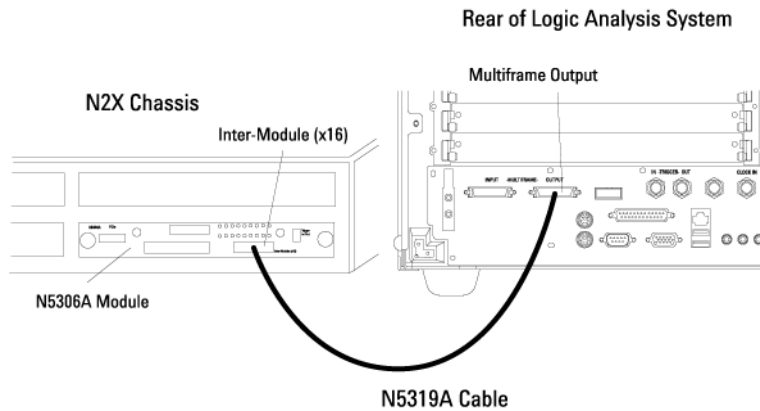 Rear of Logic Analysis System
Multiframe Output
N2X Chassis
Inter-Module (x16)
INPUT -MULTIFRAME- OUTPUT
IN -TRIGGER- OUT
CLOCK IN
N5306A Module
N5319A Cable